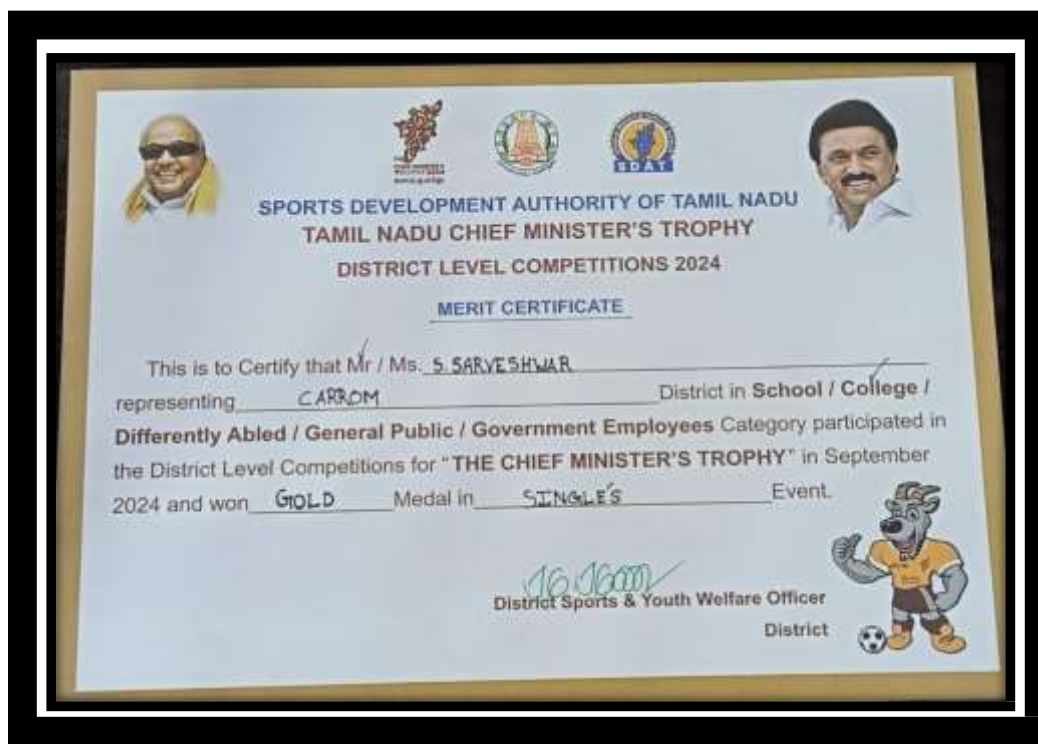 SDAT
SPORTS DEVELOPMENT AUTHORITY OF TAMIL NADU
TAMIL NADU CHIEF MINISTER'S TROPHY
DISTRICT LEVEL COMPETITIONS 2024
MERIT CERTIFICATE
This is to Certify that Mr / Ms. S SARVESHWAR
representing CARROM District in School / College /
Differently Abled / General Public / Government Employees Category participated in
the District Level Competitions for "THE CHIEF MINISTER'S TROPHY" in September
2024 and won GOLD Medal in SINGLE'S Event.
District Sports & Youth Welfare Officer
District